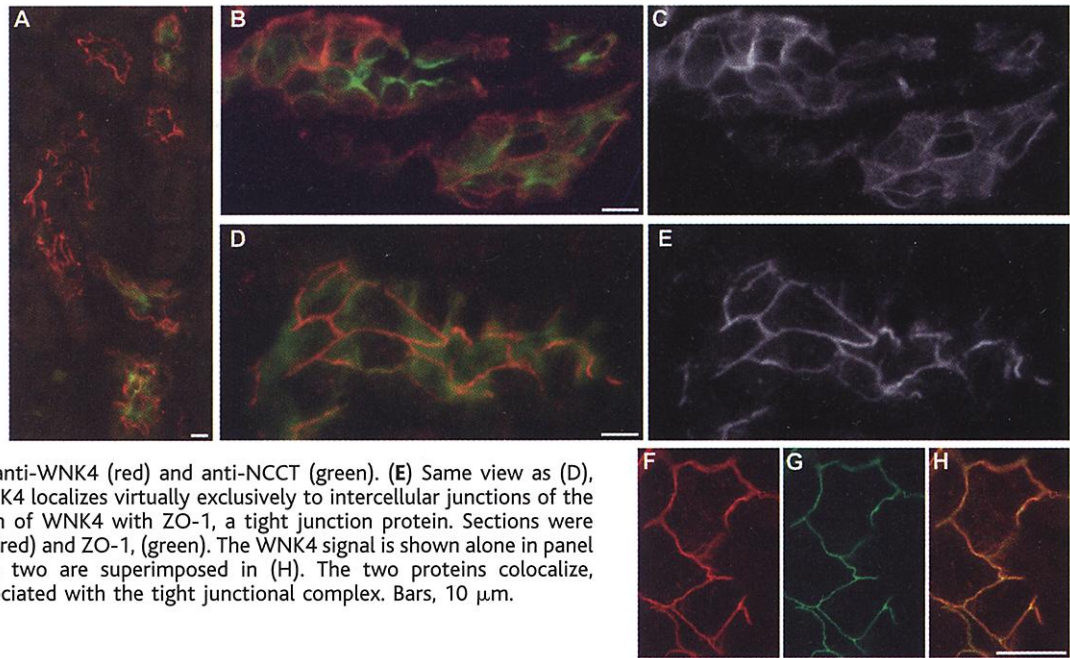 A
B
C
D
E
anti-WNK4 (red) and anti-NCCT (green). (E) Same view as (D),
K4 localizes virtually exclusively to intercellular junctions of the
of WNK4 with ZO-1, a tight junction protein. Sections were
red) and ZO-1, (green). The WNK4 signal is shown alone in panel
two are superimposed in (H). The two proteins colocalize,
ciated with the tight junctional complex. Bars, 10 μm.
F
G
H